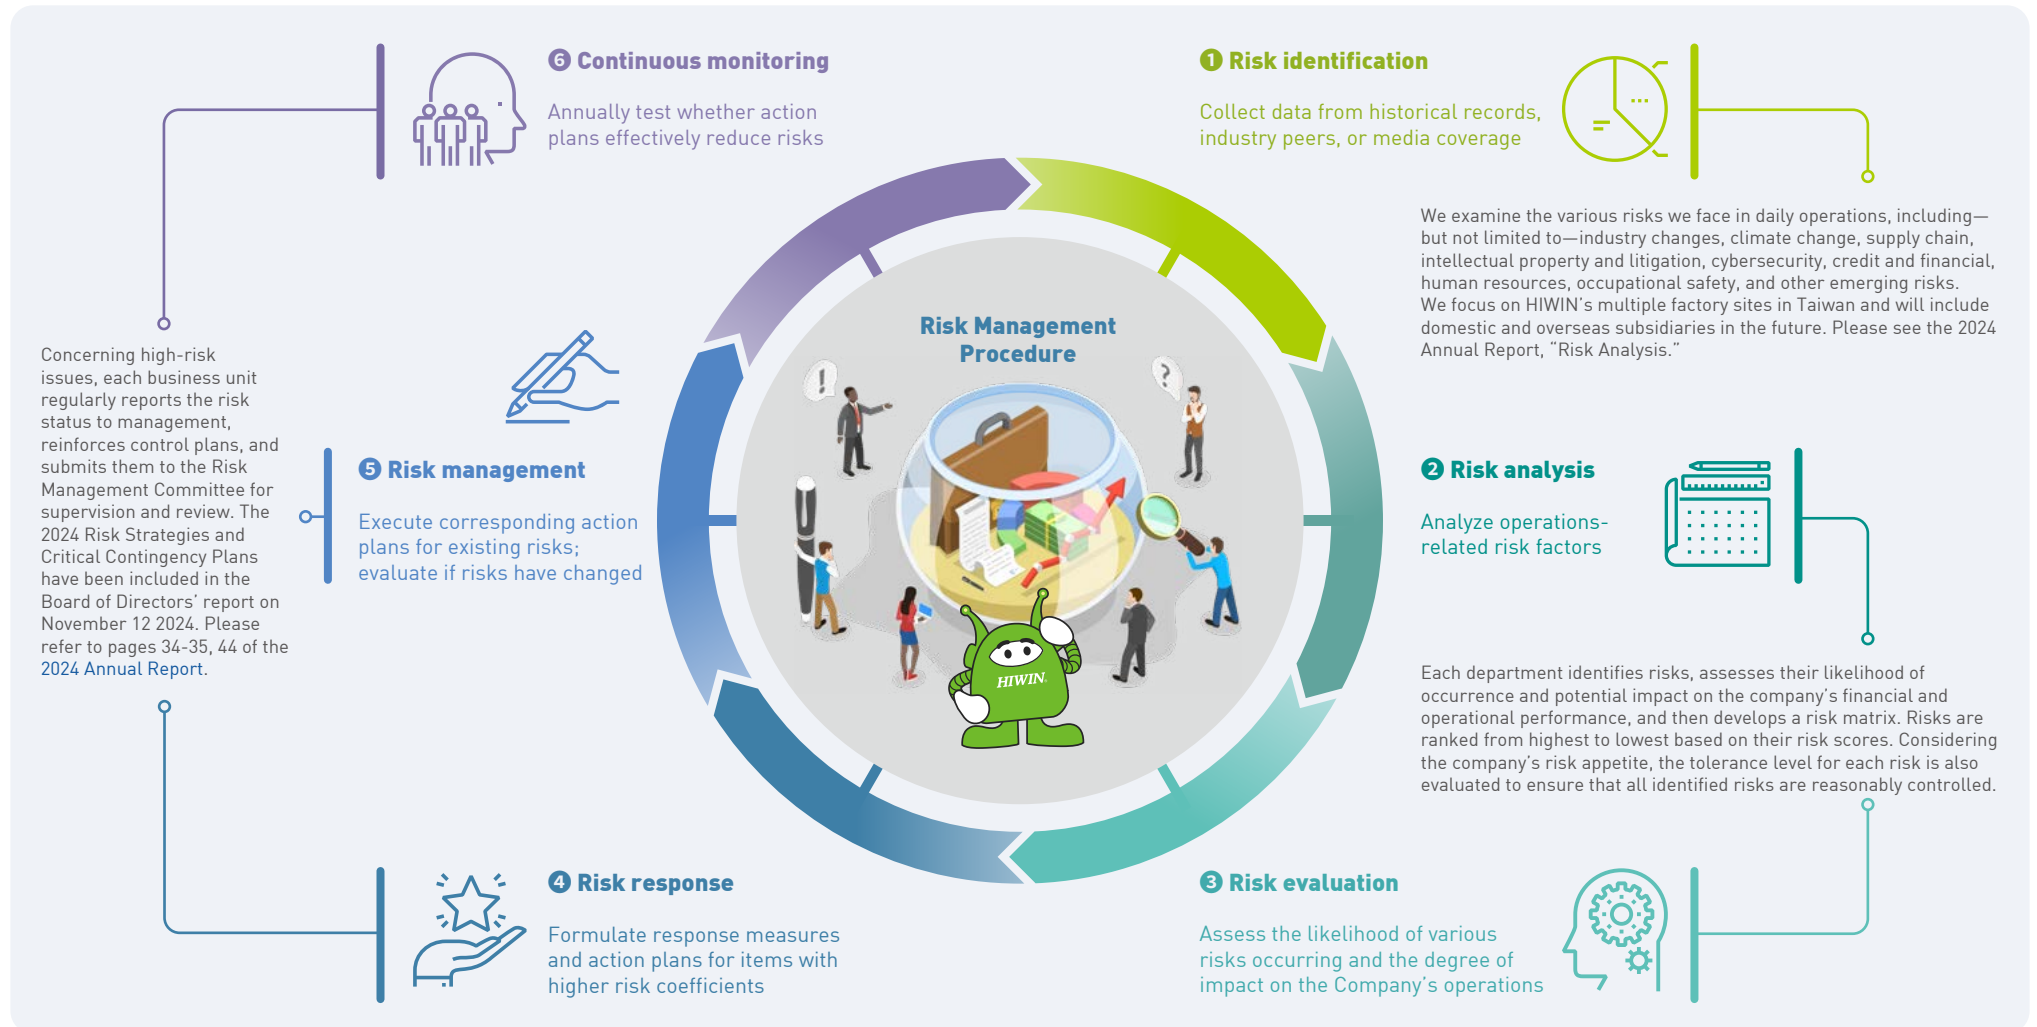 ❶ Risk identification
Collect data from historical records,
industry peers, or media coverage
We examine the various risks we face in daily operations, including—
but not limited to—industry changes, climate change, supply chain,
intellectual property and litigation, cybersecurity, credit and financial,
human resources, occupational safety, and other emerging risks.
We focus on HIWIN's multiple factory sites in Taiwan and will include
domestic and overseas subsidiaries in the future. Please see the 2024
Annual Report, “Risk Analysis.”
❷ Risk analysis
Analyze operations-
related risk factors
Each department identifies risks, assesses their likelihood of
occurrence and potential impact on the company's financial and
operational performance, and then develops a risk matrix. Risks are
ranked from highest to lowest based on their risk scores. Considering
the company's risk appetite, the tolerance level for each risk is also
evaluated to ensure that all identified risks are reasonably controlled.
❸ Risk evaluation
Assess the likelihood of various
risks occurring and the degree of
impact on the Company's operations
❹ Risk response
Formulate response measures
and action plans for items with
higher risk coefficients
❺ Risk management
Execute corresponding action
plans for existing risks;
evaluate if risks have changed
❻ Continuous monitoring
Annually test whether action
plans effectively reduce risks
Concerning high-risk
issues, each business unit
regularly reports the risk
status to management,
reinforces control plans, and
submits them to the Risk
Management Committee for
supervision and review. The
2024 Risk Strategies and
Critical Contingency Plans
have been included in the
Board of Directors' report on
November 12 2024. Please
refer to pages 34-35, 44 of the
2024 Annual Report.
Risk Management
Procedure
!
?
HIWIN®